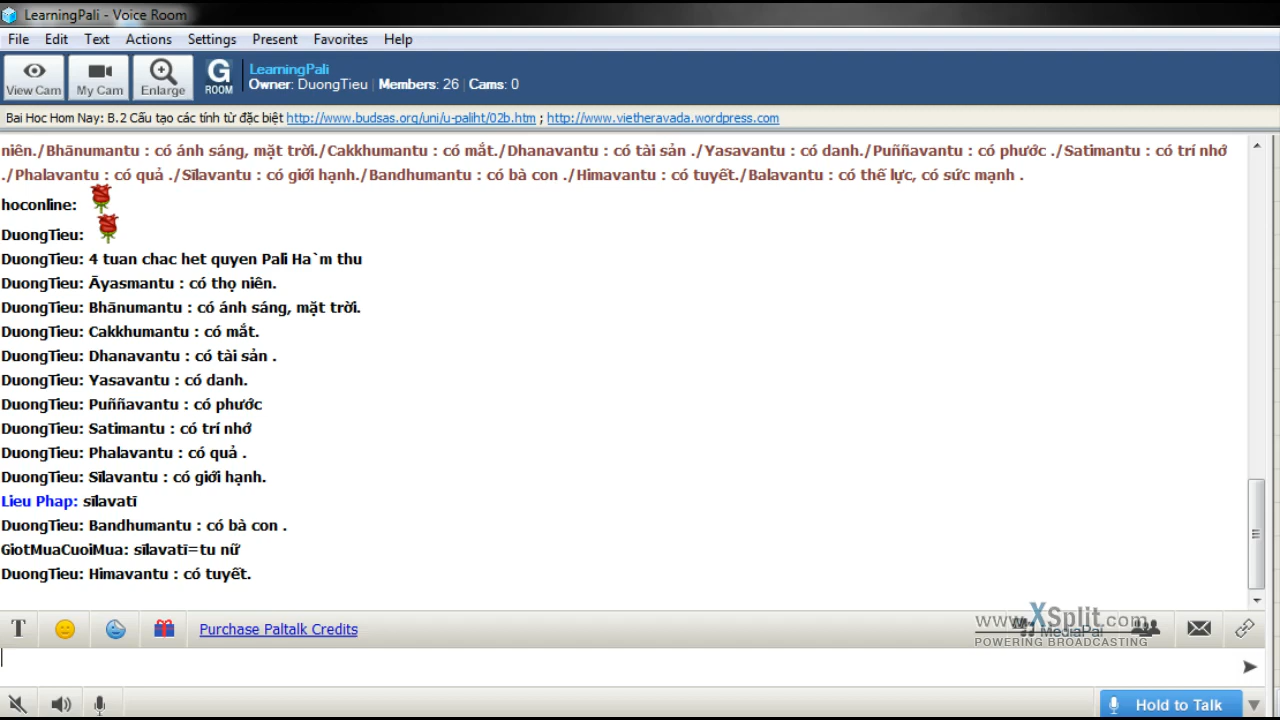 LearningPali - Voice Room
File Edit Text Actions Settings Present Favorites Help
View Cam My Cam Enlarge G ROOM
LearningPali
Owner: DuongTieu | Members: 26 | Cams: 0
Bai Hoc Hom Nay: B.2 Cấu tạo các tính từ đặc biệt http://www.budsas.org/uni/u-paliht/02b.htm ; http://www.vietheravada.wordpress.com
niên./Bhānumantu : có ánh sáng, mặt trời./Cakkhumantu : có mắt./Dhanavantu : có tài sản ./Yasavantu : có danh./Puññavantu : có phước ./Satimantu : có trí nhớ
./Phalavantu : có quả ./Sīlavantu : có giới hạnh./Bandhumantu : có bà con ./Himavantu : có tuyết./Balavantu : có thế lực, có sức mạnh .
hoconline:
DuongTieu:
DuongTieu: 4 tuan chac het quyen Pali Ha`m thu
DuongTieu: Āyasmantu : có thọ niên.
DuongTieu: Bhānumantu : có ánh sáng, mặt trời.
DuongTieu: Cakkhumantu : có mắt.
DuongTieu: Dhanavantu : có tài sản .
DuongTieu: Yasavantu : có danh.
DuongTieu: Puññavantu : có phước
DuongTieu: Satimantu : có trí nhớ
DuongTieu: Phalavantu : có quả .
DuongTieu: Sīlavantu : có giới hạnh.
Lieu Phap: sīlavatī
DuongTieu: Bandhumantu : có bà con .
GiotMuaCuoiMua: sīlavatī=tu nữ
DuongTieu: Himavantu : có tuyết.
T Purchase Paltalk Credits
www.XSplit.com
MediaPal
POWERING BROADCASTING
Hold to Talk